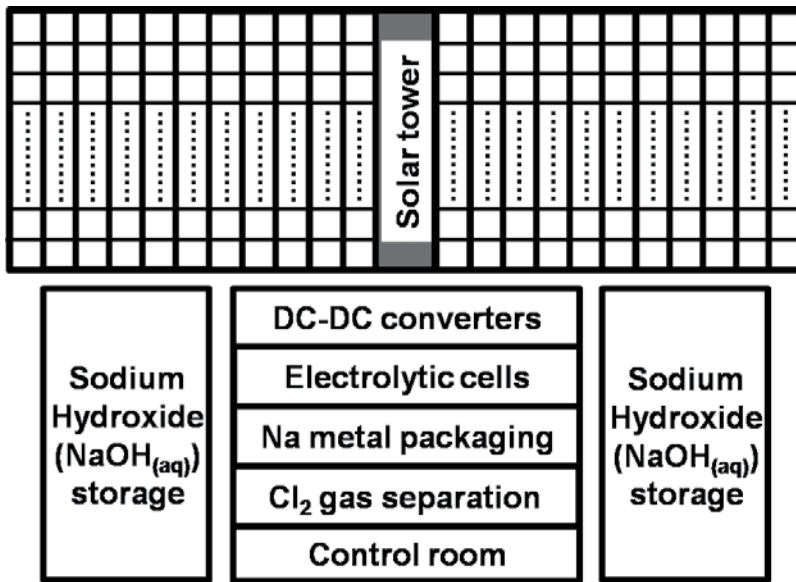 Solar tower
Sodium
Hydroxide
(NaOH(aq))
storage
DC-DC converters
Electrolytic cells
Na metal packaging
Cl₂ gas separation
Control room
Sodium
Hydroxide
(NaOH(aq))
storage